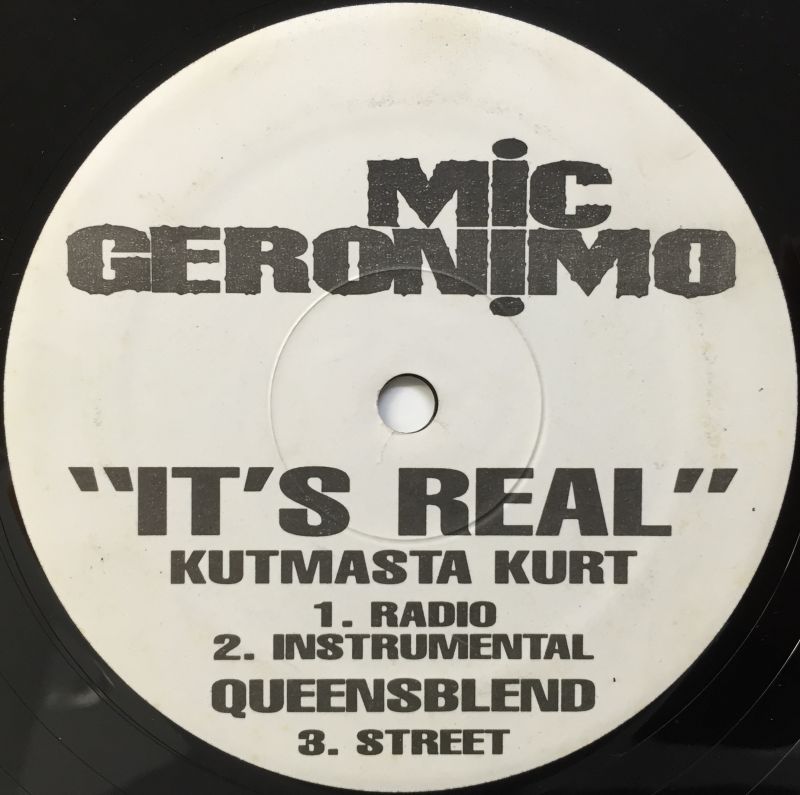 MiC
GERONiMO
"IT'S REAL"
KUTMASTA KURT
1. RADIO
2. INSTRUMENTAL
QUEENSBLEND
3. STREET